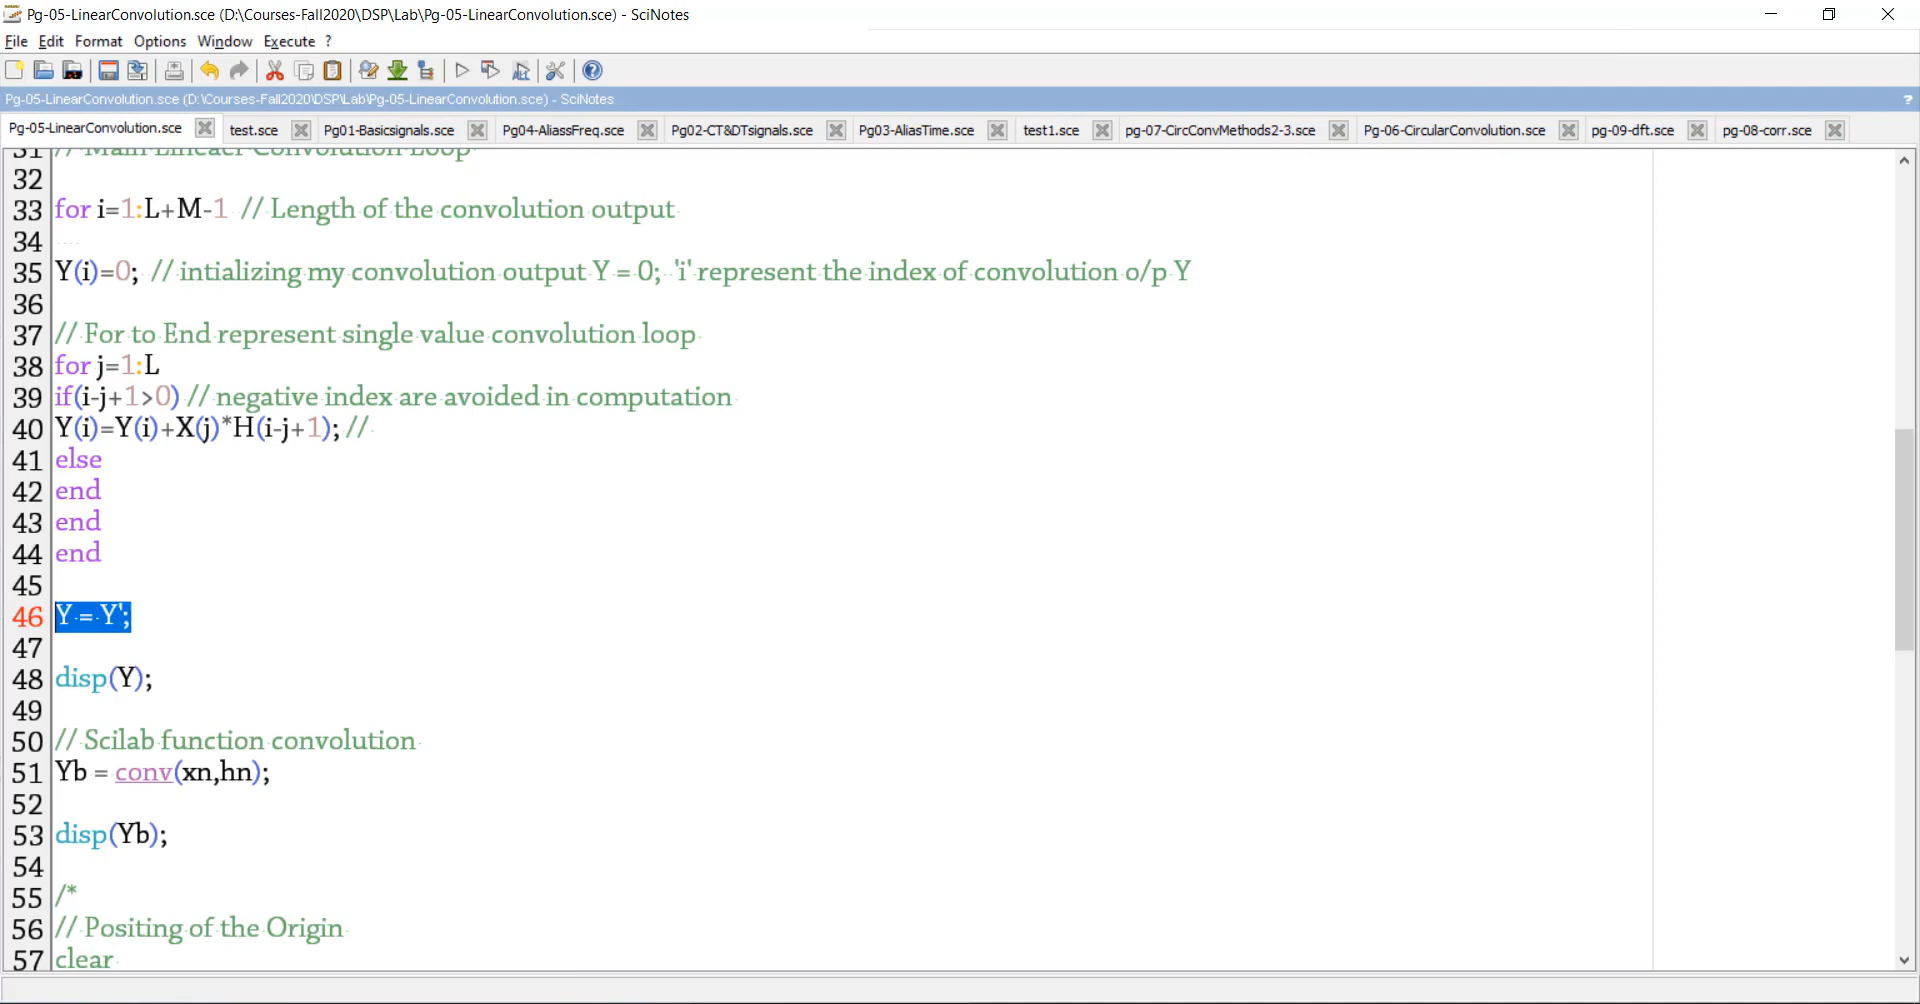 Pg-05-LinearConvolution.sce (D:\Courses-Fall2020\DSP\Lab\Pg-05-LinearConvolution.sce) - SciNotes
File Edit Format Options Window Execute ?
Pg-05-LinearConvolution.sce (D:\Courses-Fall2020\DSP\Lab\Pg-05-LinearConvolution.sce) - SciNotes ?
Pg-05-LinearConvolution.sce test.sce Pg01-Basicsignals.sce Pg04-AliassFreq.sce Pg02-CT&DTsignals.sce Pg03-AliasTime.sce test1.sce pg-07-CircConvMethods2-3.sce Pg-06-CircularConvolution.sce pg-09-dft.sce pg-08-corr.sce
31 // Main Lineaer Convolution Loop
32
33 for i=1:L+M-1 // Length of the convolution output
34
35 Y(i)=0; // intializing my convolution output Y = 0; 'i' represent the index of convolution o/p Y
36
37 // For to End represent single value convolution loop
38 for j=1:L
39 if(i-j+1>0) // negative index are avoided in computation
40 Y(i)=Y(i)+X(j)*H(i-j+1); //
41 else
42 end
43 end
44 end
45
46 Y = Y';
47
48 disp(Y);
49
50 // Scilab function convolution
51 Yb = conv(xn,hn);
52
53 disp(Yb);
54
55 /*
56 // Positing of the Origin
57 clear